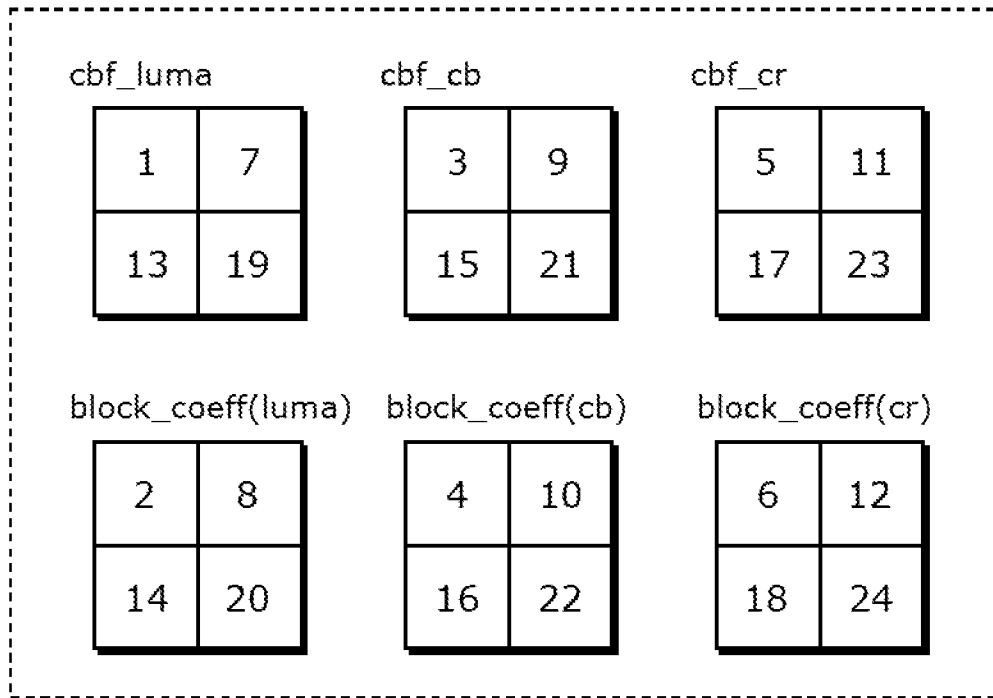 cbf_luma cbf_cb cbf_cr
1 7 3 9 5 11
13 19 15 21 17 23
block_coeff(luma) block_coeff(cb) block_coeff(cr)
2 8 4 10 6 12
14 20 16 22 18 24